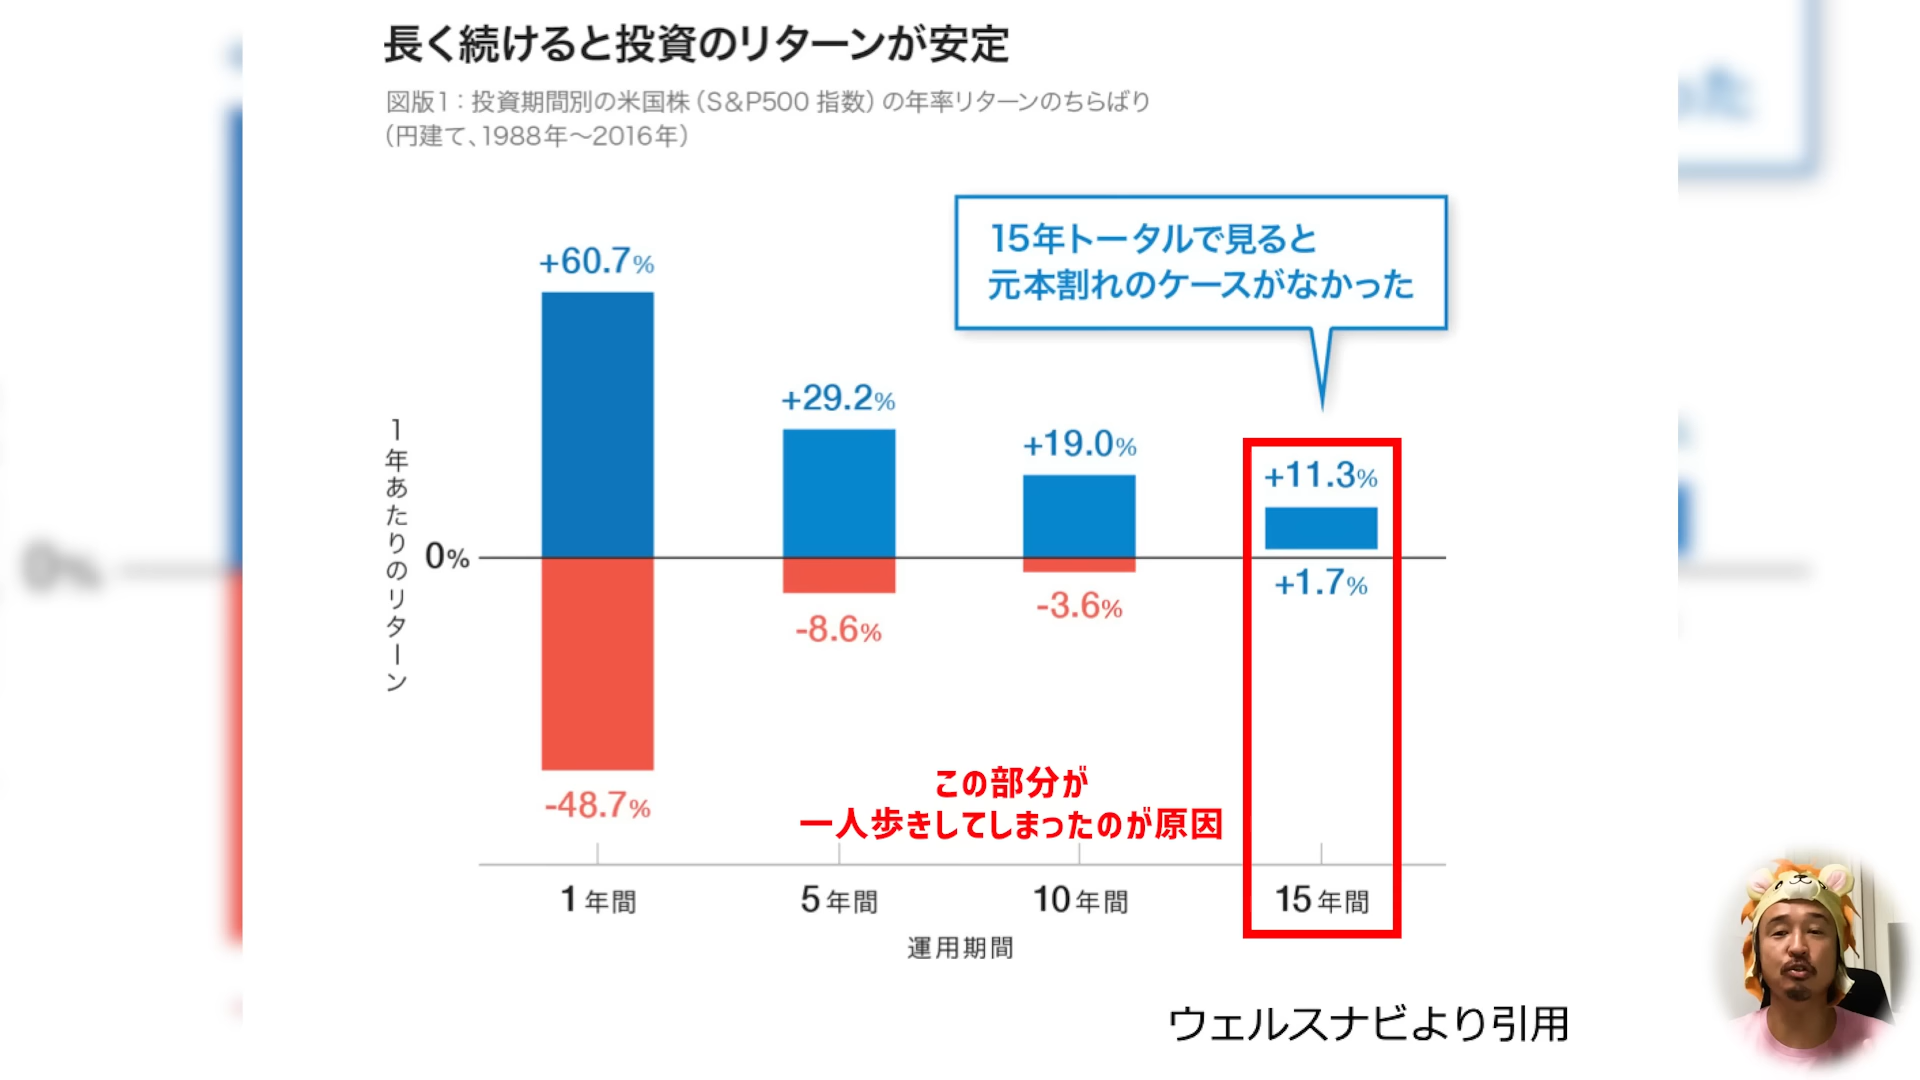 長く続けると投資のリターンが安定
図版1：投資期間別の米国株（S&P500 指数）の年率リターンのちらばり
（円建て、1988年～2016年）
15年トータルで見ると
元本割れのケースがなかった
+60.7%
+29.2%
+19.0%
+11.3%
1年あたりのリターン
0%
+1.7%
-8.6%
-3.6%
-48.7%
この部分が
一人歩きしてしまったのが原因
1年間
5年間
10年間
15年間
運用期間
ウェルスナビより引用
0%
った